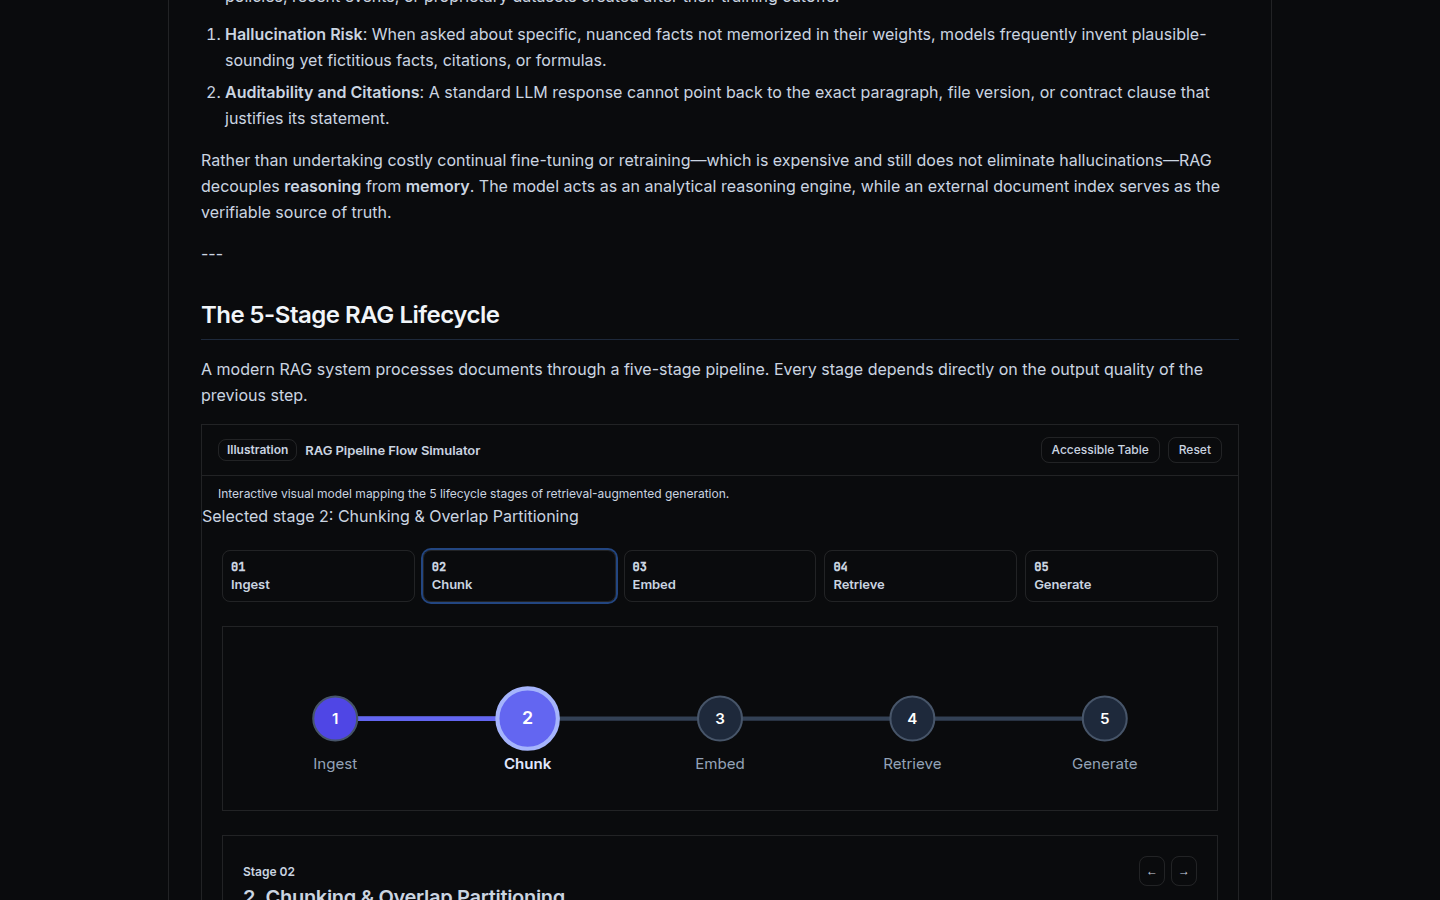 1. Hallucination Risk: When asked about specific, nuanced facts not memorized in their weights, models frequently invent plausible-
sounding yet fictitious facts, citations, or formulas.
2. Auditability and Citations: A standard LLM response cannot point back to the exact paragraph, file version, or contract clause that
justifies its statement.
Rather than undertaking costly continual fine-tuning or retraining—which is expensive and still does not eliminate hallucinations—RAG
decouples reasoning from memory. The model acts as an analytical reasoning engine, while an external document index serves as the
verifiable source of truth.
---
The 5-Stage RAG Lifecycle
A modern RAG system processes documents through a five-stage pipeline. Every stage depends directly on the output quality of the
previous step.
Illustration RAG Pipeline Flow Simulator Accessible Table Reset
Interactive visual model mapping the 5 lifecycle stages of retrieval-augmented generation.
Selected stage 2: Chunking & Overlap Partitioning
01 02 03 04 05
Ingest Chunk Embed Retrieve Generate
1 2 3 4 5
Ingest Chunk Embed Retrieve Generate
Stage 02 ← →
2. Chunking & Overlap Partitioning